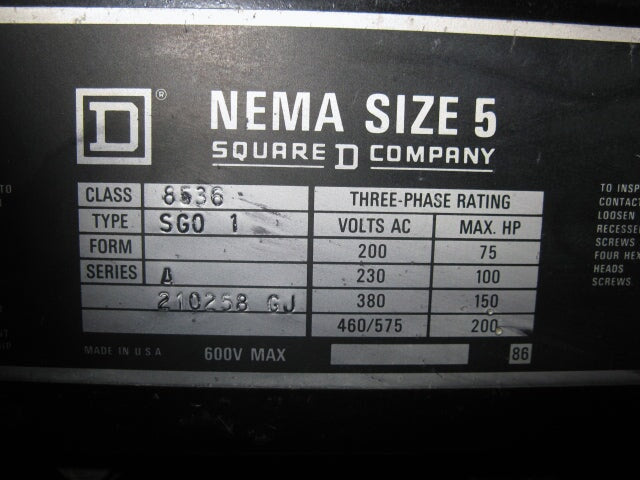 D ®
NEMA SIZE 5
SQUARE D COMPANY
CLASS 8536
TYPE SGO 1
FORM
SERIES A
210258 GJ
THREE-PHASE RATING
VOLTS AC MAX. HP
200 75
230 100
380 150
460/575 200
MADE IN U S A 600V MAX 86
TO INSP
CONTAC
LOOSEN
RECESSE
SCREWS
FOUR HEX
HEADS
SCREWS
TO